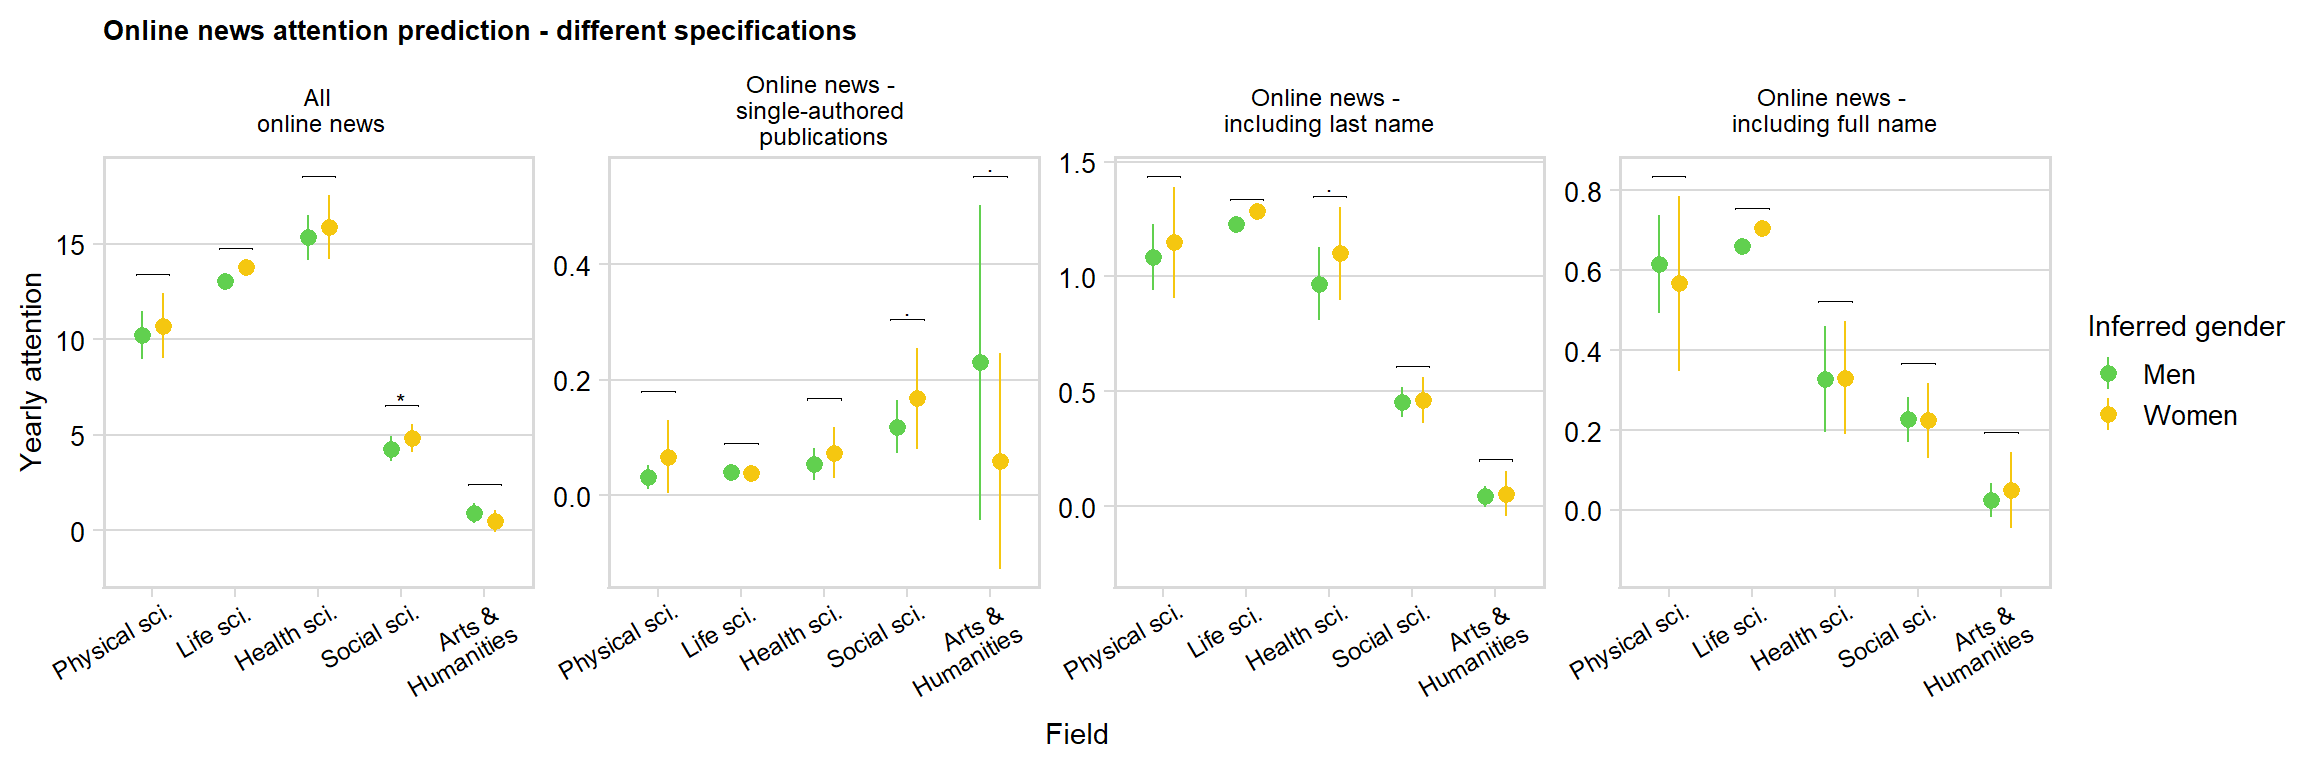 Online news attention prediction - different specifications
All
online news
Online news -
single-authored
publications
Online news -
including last name
Online news -
including full name
Yearly attention
15
10
5
0
*
Physical sci.
Life sci.
Health sci.
Social sci.
Arts &
Humanities
0.4
0.2
0.0
.
.
Physical sci.
Life sci.
Health sci.
Social sci.
Arts &
Humanities
1.5
1.0
0.5
0.0
.
Physical sci.
Life sci.
Health sci.
Social sci.
Arts &
Humanities
0.8
0.6
0.4
0.2
0.0
Physical sci.
Life sci.
Health sci.
Social sci.
Arts &
Humanities
Field
Inferred gender
Men
Women